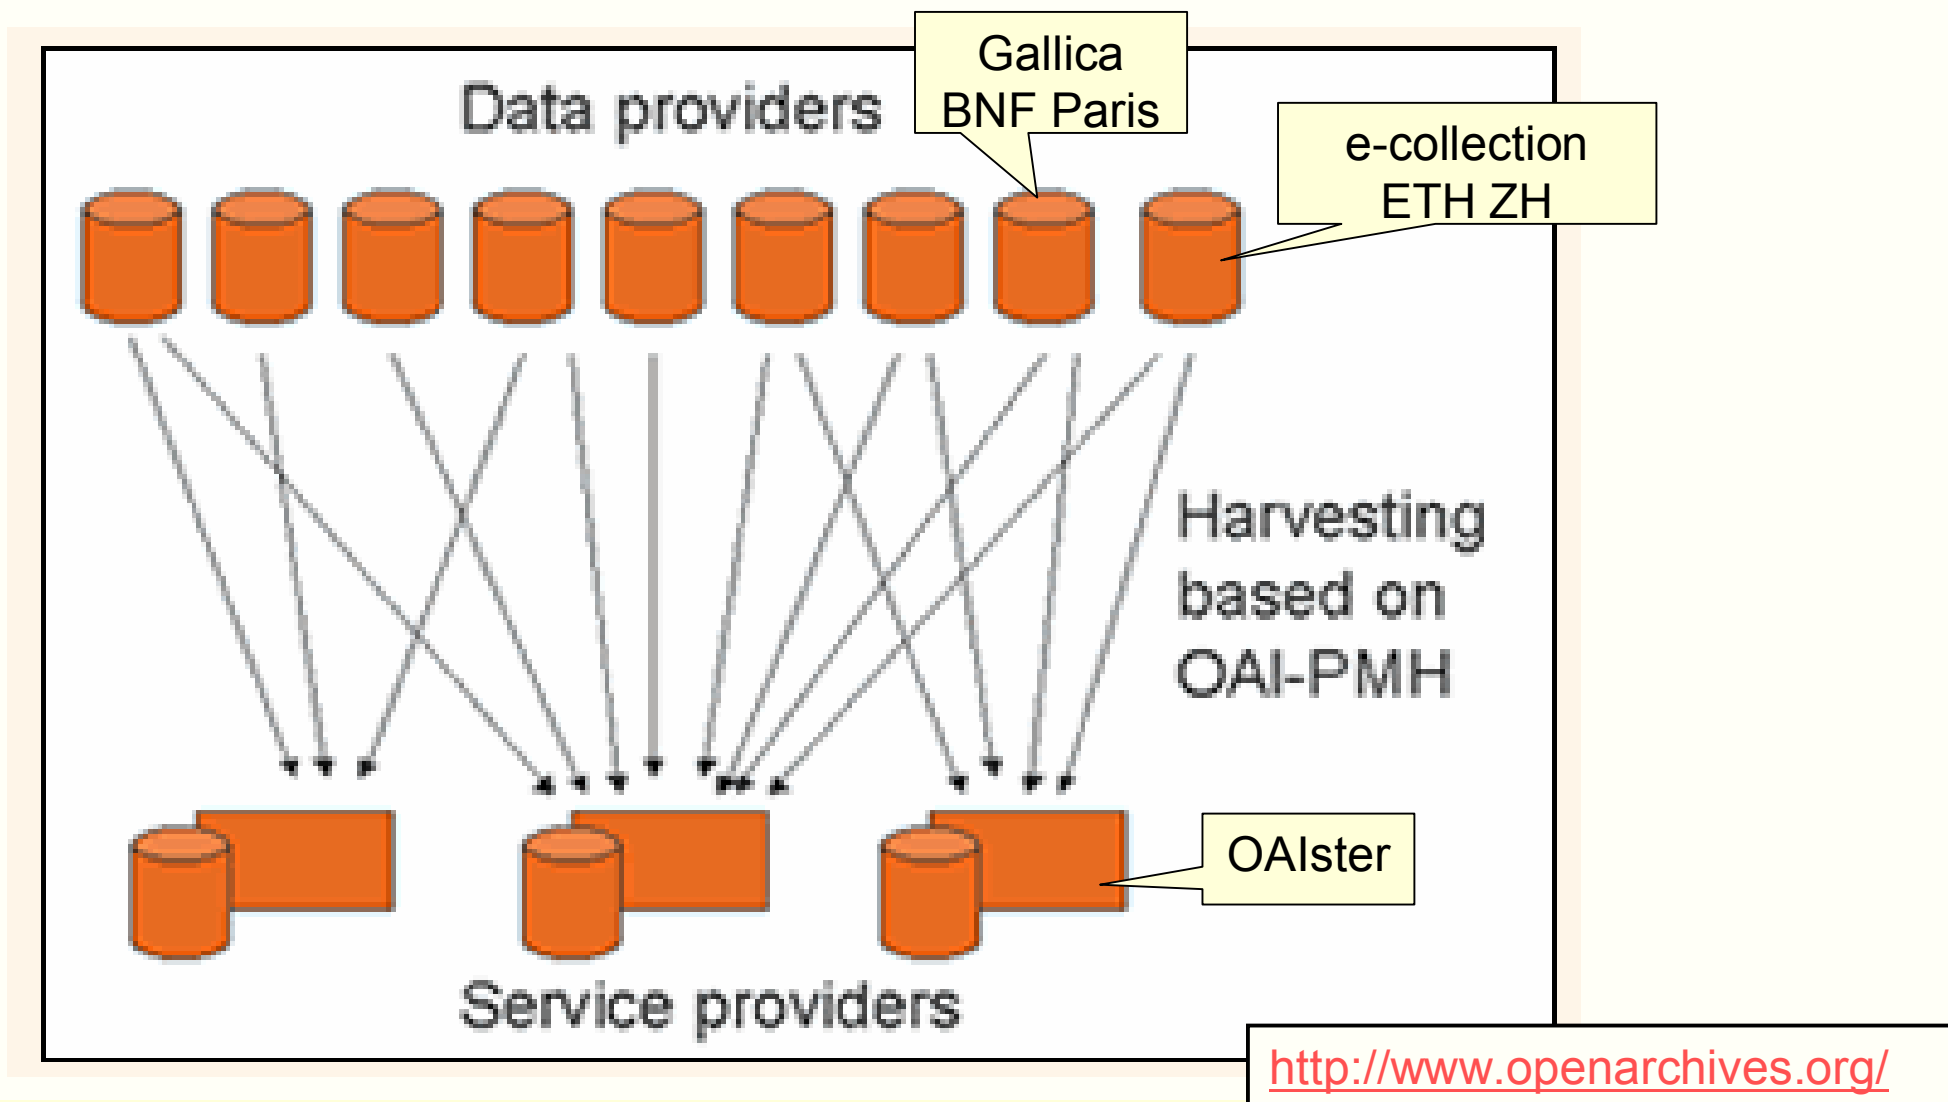 Gallica
BNF Paris
Data providers
e-collection
ETH ZH
Harvesting
based on
OAI-PMH
OAIster
Service providers
http://www.openarchives.org/